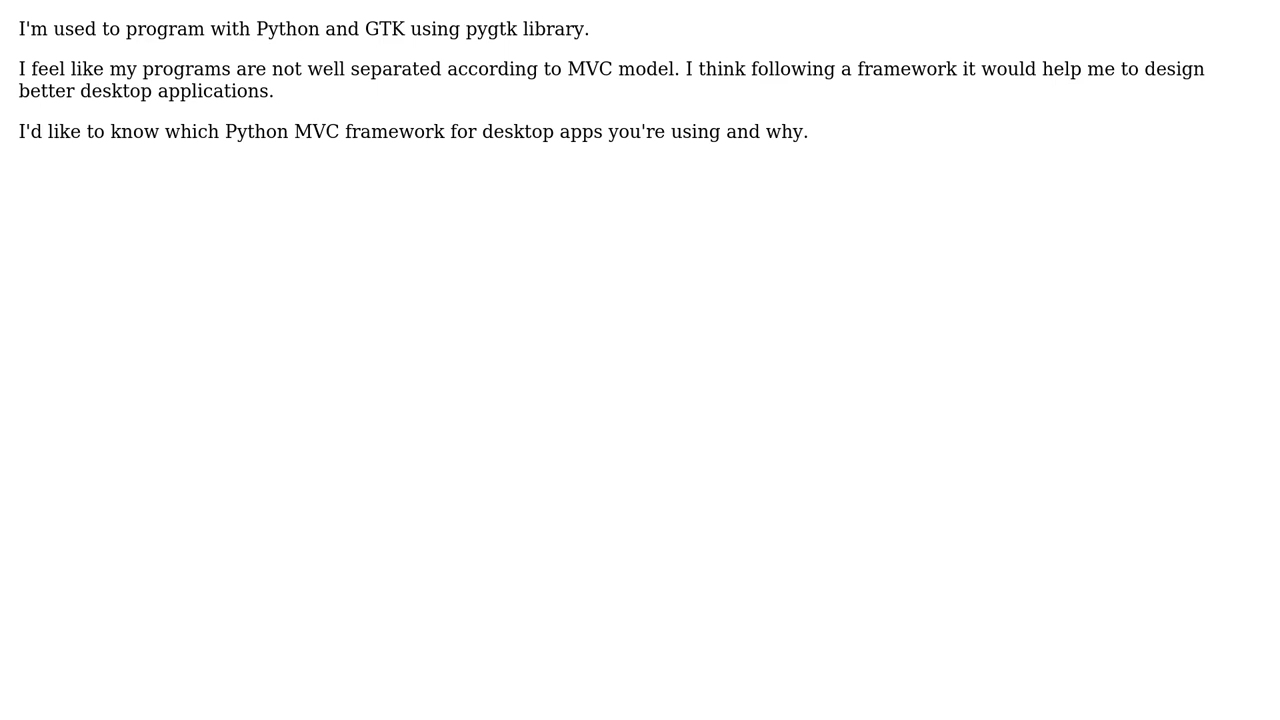 I'm used to program with Python and GTK using pygtk library.
I feel like my programs are not well separated according to MVC model. I think following a framework it would help me to design
better desktop applications.
I'd like to know which Python MVC framework for desktop apps you're using and why.